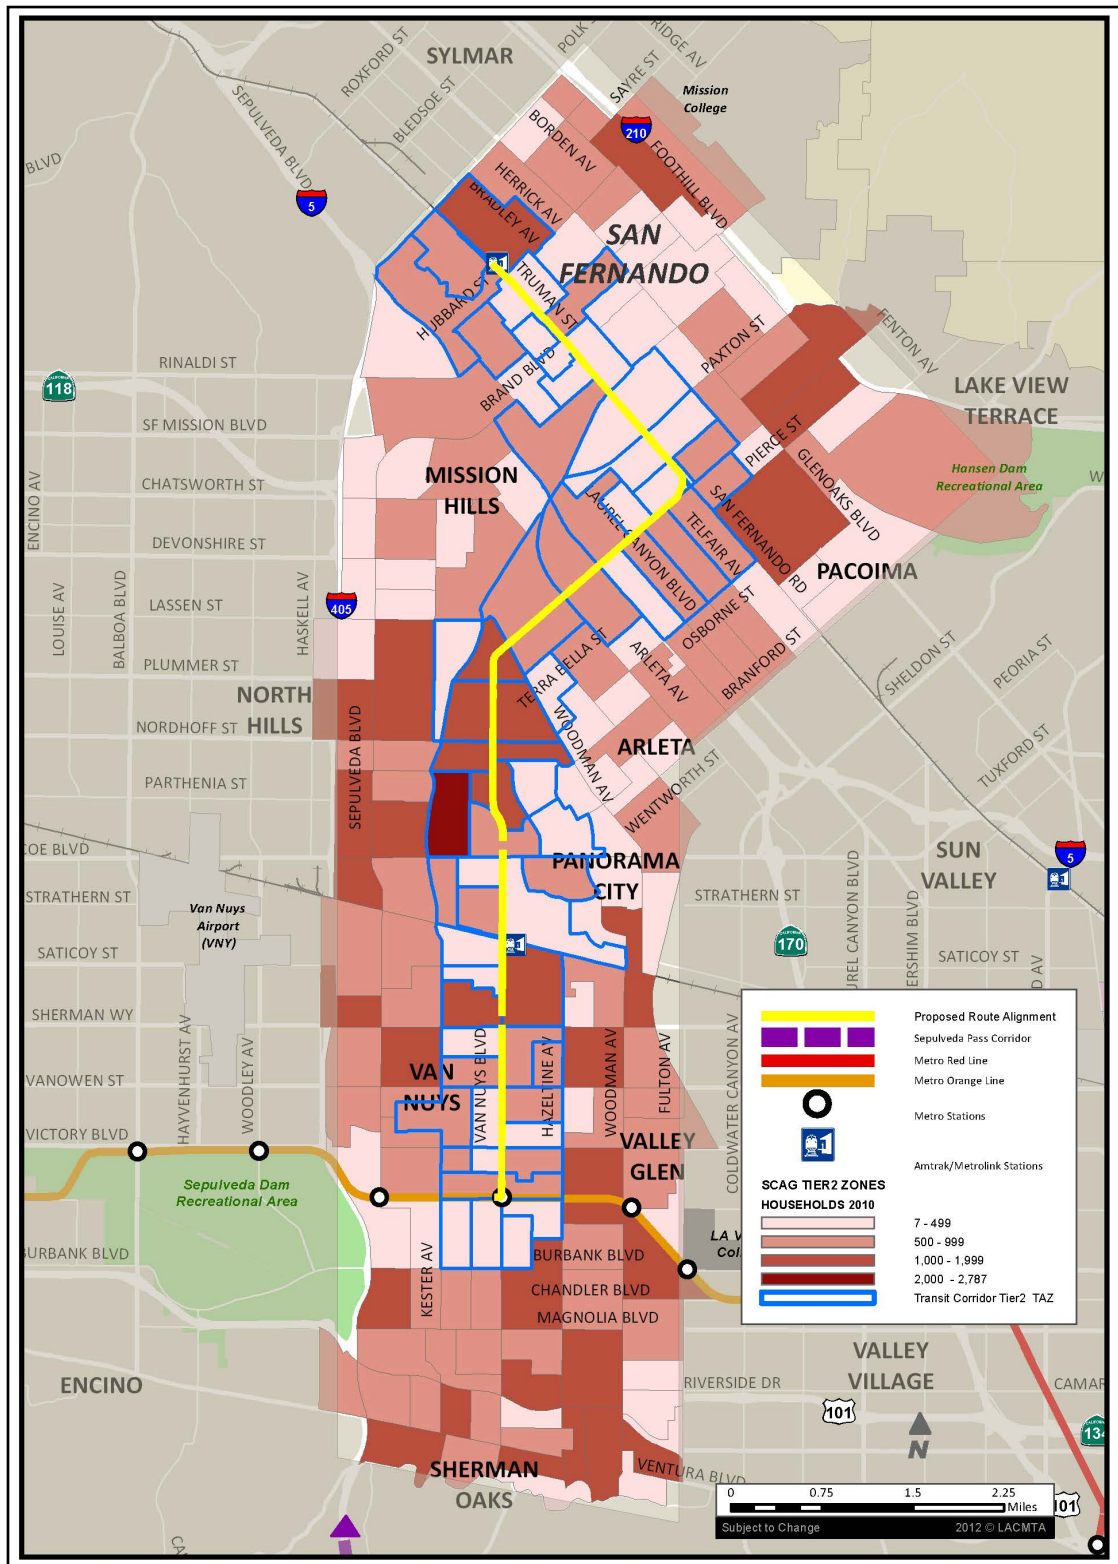 SYLMAR
ROXFORD ST
POLK
RIDGE AV
SAYRE ST
BLEDSOE ST
SEPULVEDA BLVD
Mission
College
210
BORDEN AV
FOOTHILL BLVD
BLVD
5
HERRICK AV
BRADLEY AV
SAN
FERNANDO
TRUMAN ST
HUBBARD ST
PAXTON ST
FENTON AV
RINALDI ST
118
BRAND BLVD
LAKE VIEW
TERRACE
SF MISSION BLVD
PIERCE ST
GLENOAKS BLVD
Hansen Dam
Recreational Area
W
MISSION
HILLS
CHATSWORTH ST
ENCINO AV
LAUREL CANYON BLVD
SAN FERNANDO RD
TELFAIR AV
DEVONSHIRE ST
PACOIMA
LOUISE AV
BALBOA BLVD
HASKELL AV
LASSEN ST
405
OSBORNE ST
PLUMMER ST
TERRA BELLA ST
ARLETA AV
BRANFORD ST
SHELDON ST
PEORIA ST
NORTH
HILLS
NORDHOFF ST
WOODMAN AV
ARLETA
TUXFORD ST
PARTHENIA ST
SEPULVEDA BLVD
WENTWORTH ST
COE BLVD
PANORAMA
CITY
SUN
VALLEY
5
STRATHERN ST
STRATHERN ST
Van Nuys
Airport
(VNY)
SATICOY ST
170
UREL CANYON BLVD
ERSHIM BLVD
SATICOY ST
D AV
SHERMAN WY
HAYVENHURST AV
WOODLEY AV
VAN NUYS BLVD
HAZELTINE AV
WOODMAN AV
FULTON AV
COLDWATER CANYON AV
VANOWEN ST
VAN
NUYS
VICTORY BLVD
VALLEY
GLEN
Sepulveda Dam
Recreational Area
BURBANK BLVD
KESTER AV
BURBANK BLVD
LA V
Col
CHANDLER BLVD
MAGNOLIA BLVD
Proposed Route Alignment
Sepulveda Pass Corridor
Metro Red Line
Metro Orange Line
Metro Stations
Amtrak/Metrolink Stations
SCAG TIER2 ZONES
HOUSEHOLDS 2010
7 - 499
500 - 999
1,000 - 1,999
2,000 - 2,787
Transit Corridor Tier2 TAZ
ENCINO
VALLEY
VILLAGE
RIVERSIDE DR
CAMAR
101
134
N
SHERMAN
OAKS
VENTURA BLVD
0 0.75 1.5 2.25
Miles
101
Subject to Change 2012 © LACMTA